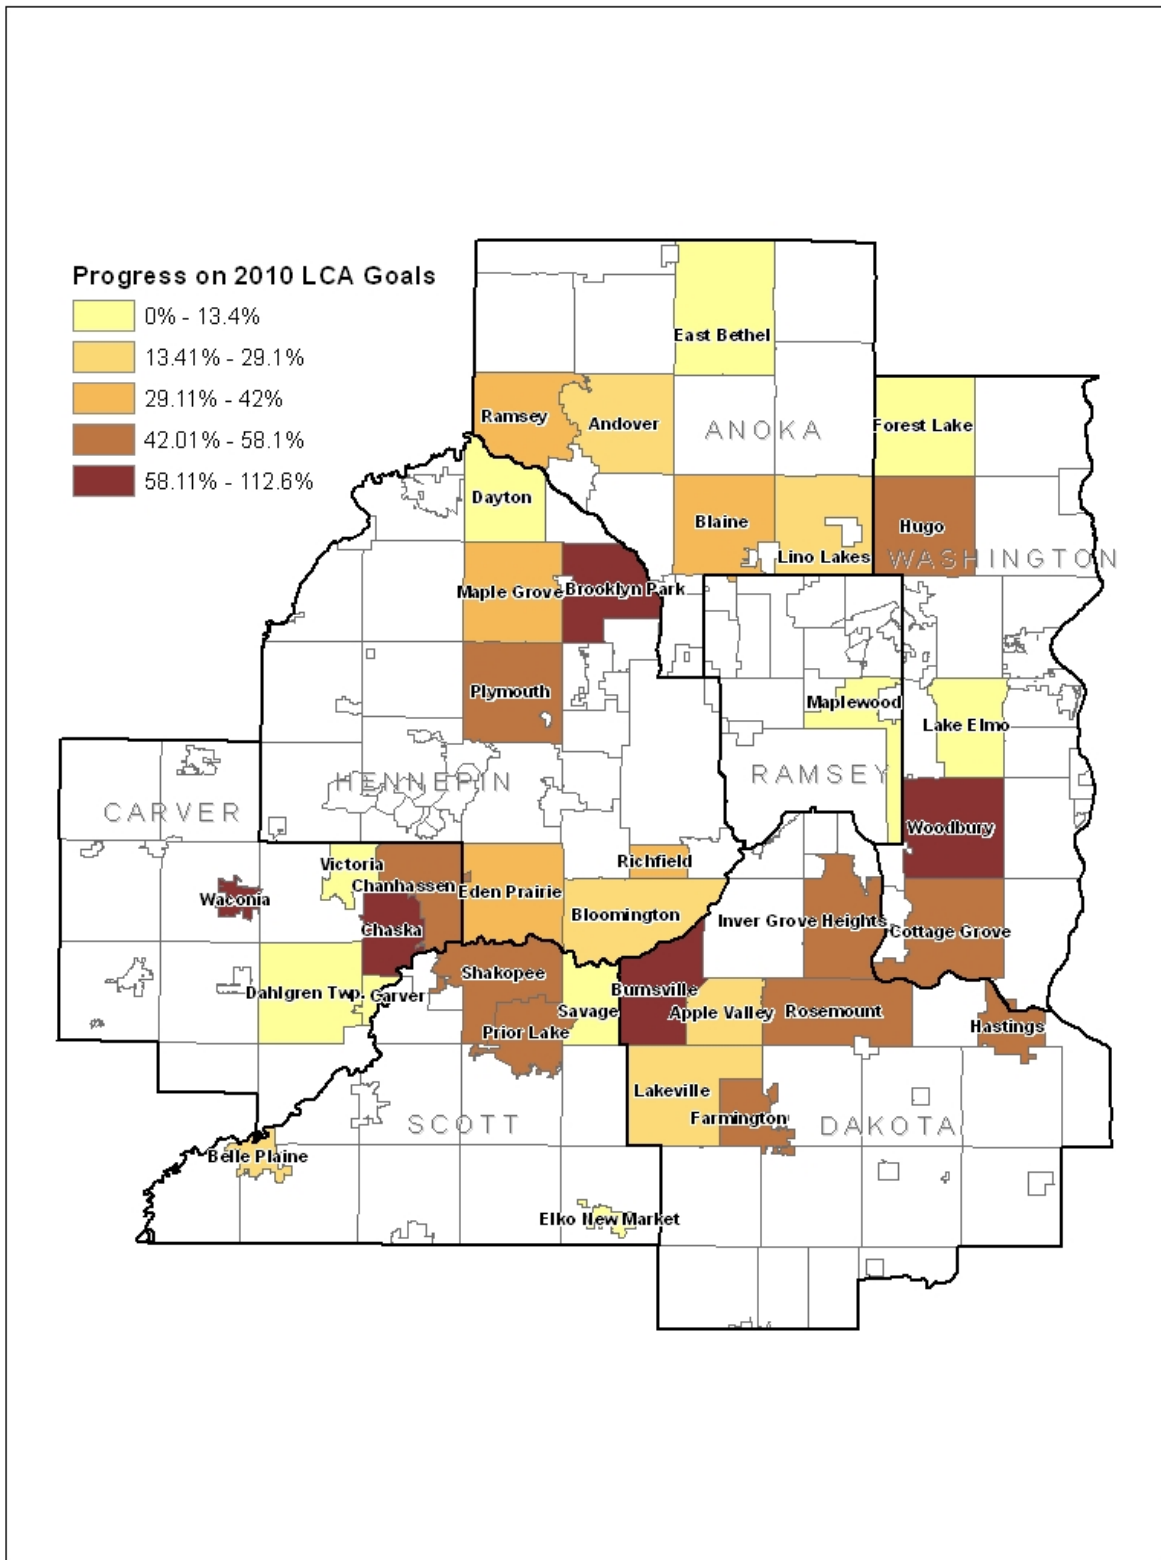 Progress on 2010 LCA Goals
0% - 13.4%
13.41% - 29.1%
29.11% - 42%
42.01% - 58.1%
58.11% - 112.6%
East Bethel
Ramsey
Andover
ANOKA
Forest Lake
Dayton
Blaine
Lino Lakes
Hugo
WASHINGTON
Maple Grove
Brooklyn Park
Plymouth
Maplewood
Lake Elmo
HENNEPIN
RAMSEY
CARVER
Woodbury
Victoria
Chanhassen
Eden Prairie
Richfield
Waconia
Chaska
Bloomington
Inver Grove Heights
Cottage Grove
Shakopee
Dahlgren Twp.
Carver
Burnsville
Savage
Apple Valley
Rosemount
Prior Lake
Hastings
Lakeville
Farmington
SCOTT
DAKOTA
Belle Plaine
Elko New Market